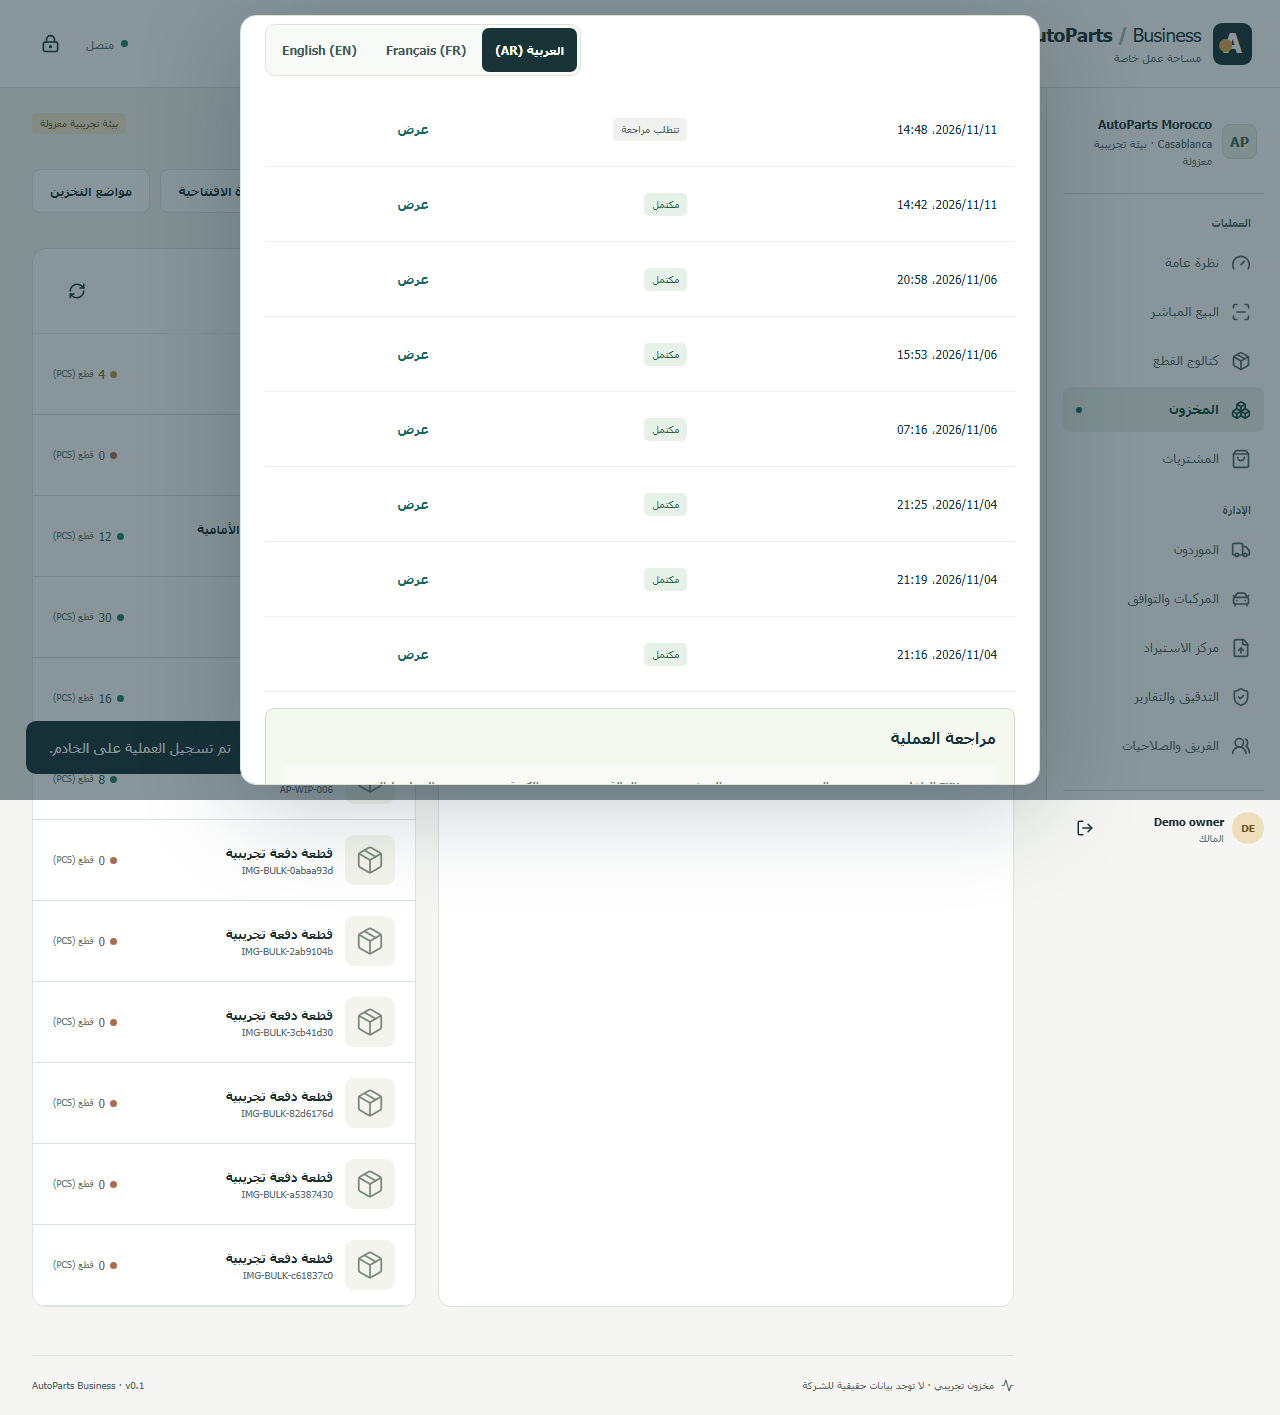 AutoParts / Business
مساحة عمل خاصة
متصل
English (EN)
Français (FR)
العربية (AR)
2026/11/11، 14:48
تتطلب مراجعة
عرض
2026/11/11، 14:42
مكتمل
عرض
2026/11/06، 20:58
مكتمل
عرض
2026/11/06، 15:53
مكتمل
عرض
2026/11/06، 07:16
مكتمل
عرض
2026/11/04، 21:25
مكتمل
عرض
2026/11/04، 21:19
مكتمل
عرض
2026/11/04، 21:16
مكتمل
عرض
مراجعة العملية
AP
AutoParts Morocco
Casablanca · بيئة تجريبية
معزولة
العمليات
نظرة عامة
البيع المباشر
كتالوج القطع
المخزون
المشتريات
الإدارة
الموردون
المركبات والتوافق
مركز الاستيراد
التدقيق والتقارير
الفريق والصلاحيات
DE
Demo owner
المالك
بيئة تجريبية معزولة
الافتتاحية
مواضع التخزين
4 قطع (PCS)
0 قطع (PCS)
الأمامية
12 قطع (PCS)
30 قطع (PCS)
16 قطع (PCS)
تم تسجيل العملية على الخادم.
AP-WIP-006
8 قطع (PCS)
قطعة دفعة تجريبية
IMG-BULK-0abaa93d
0 قطع (PCS)
قطعة دفعة تجريبية
IMG-BULK-2ab9104b
0 قطع (PCS)
قطعة دفعة تجريبية
IMG-BULK-3cb41d30
0 قطع (PCS)
قطعة دفعة تجريبية
IMG-BULK-82d6176d
0 قطع (PCS)
قطعة دفعة تجريبية
IMG-BULK-a5387430
0 قطع (PCS)
قطعة دفعة تجريبية
IMG-BULK-c61837c0
0 قطع (PCS)
مخزون تجريبي · لا توجد بيانات حقيقية للشركة
AutoParts Business · v0.1